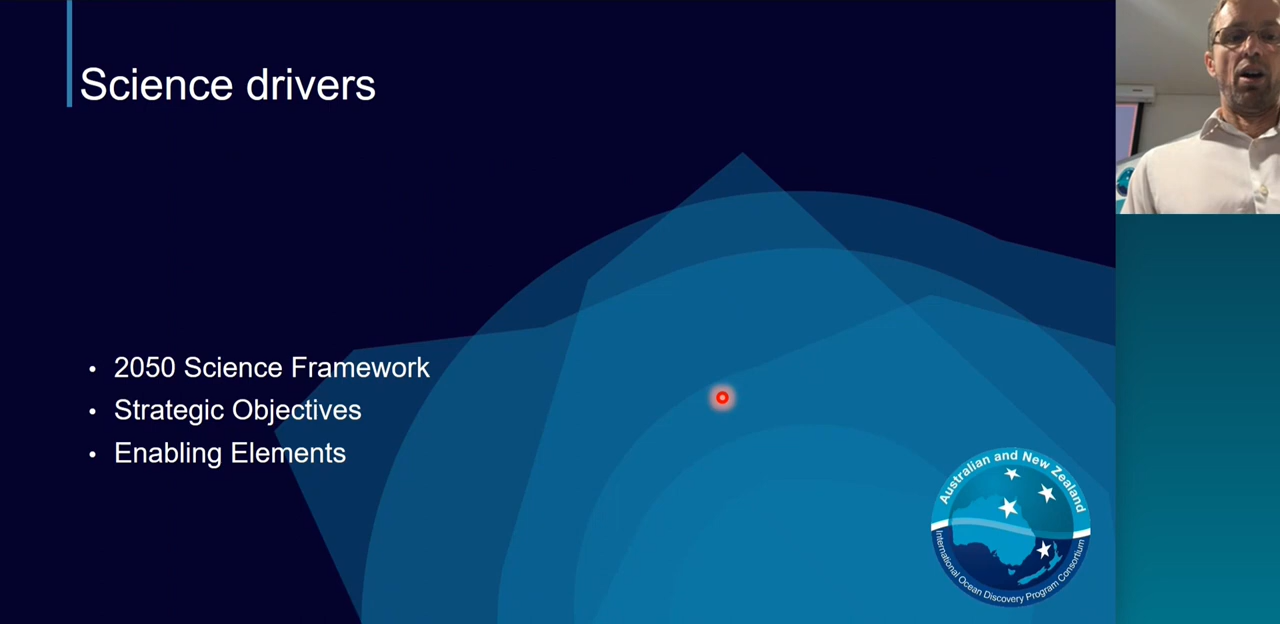 Science drivers
• 2050 Science Framework
• Strategic Objectives
• Enabling Elements
Australian and New Zealand
International Ocean Discovery Program Consortium